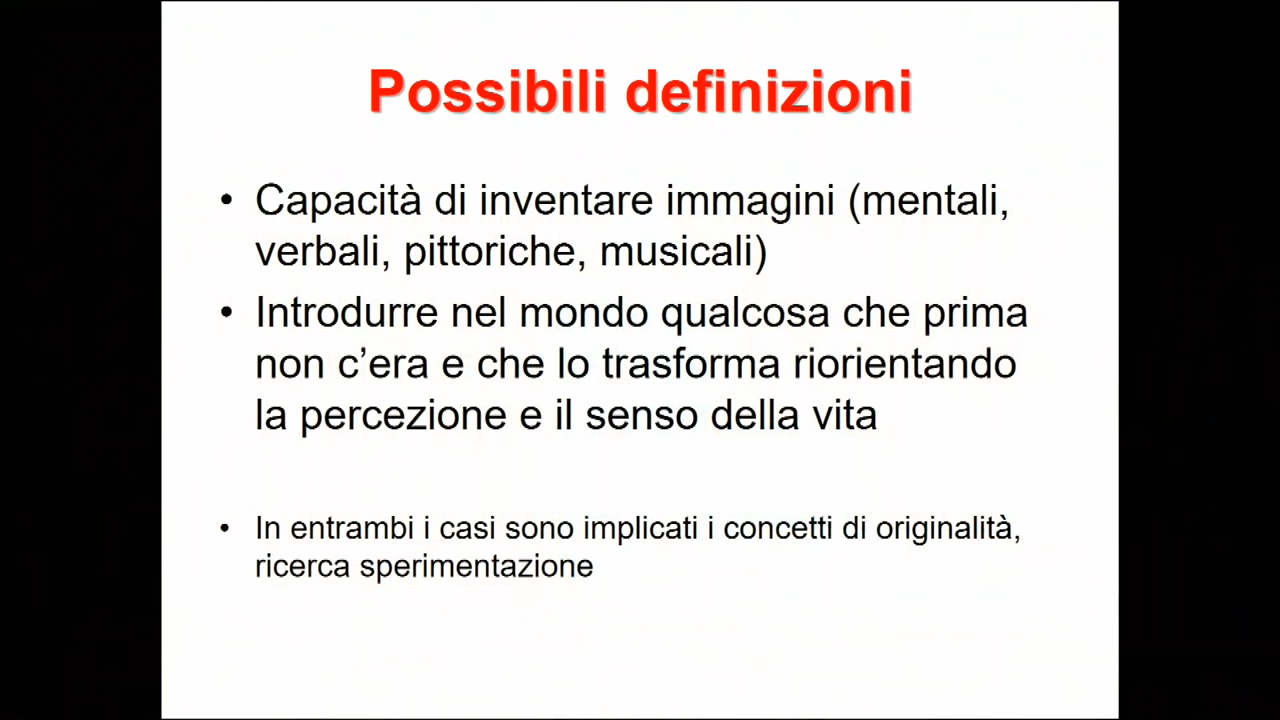 Possibili definizioni
• Capacità di inventare immagini (mentali,
verbali, pittoriche, musicali)
• Introdurre nel mondo qualcosa che prima
non c’era e che lo trasforma riorientando
la percezione e il senso della vita
• In entrambi i casi sono implicati i concetti di originalità,
ricerca sperimentazione